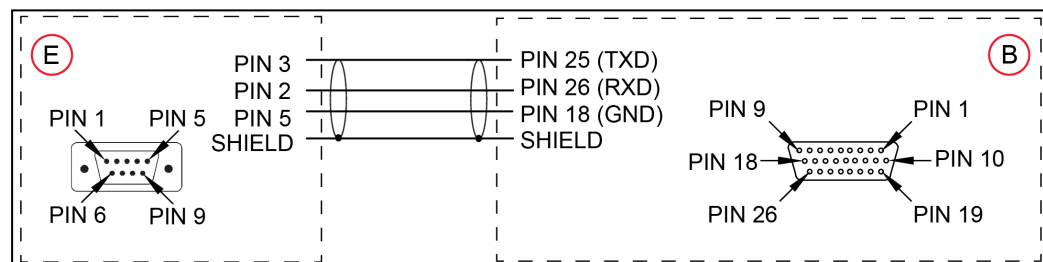 E
B
PIN 3
PIN 25 (TXD)
PIN 2
PIN 26 (RXD)
PIN 5
PIN 18 (GND)
SHIELD
SHIELD
PIN 1
PIN 5
PIN 6
PIN 9
PIN 9
PIN 1
PIN 18
PIN 10
PIN 26
PIN 19